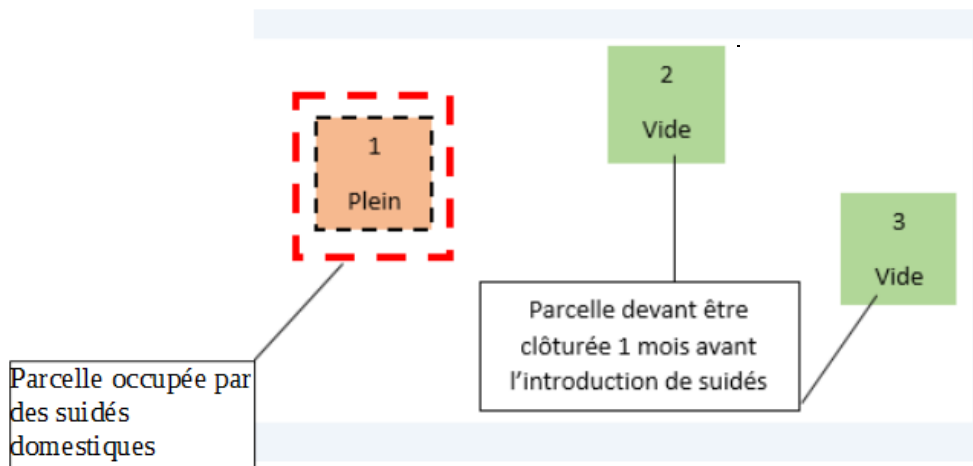 1
Plein
2
Vide
3
Vide
Parcelle devant être
clôturée 1 mois avant
l'introduction de suidés
Parcelle occupée par
des suidés
domestiques